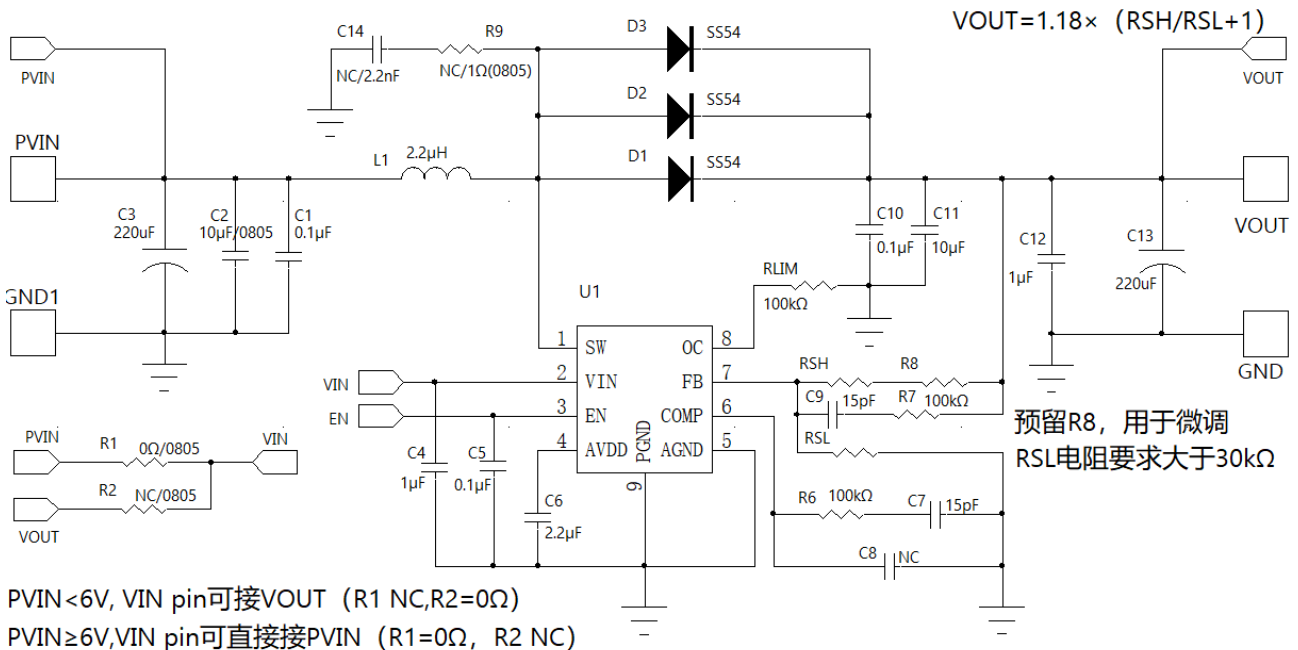 VOUT=1.18×（RSH/RSL+1）
PVIN
C14
NC/2.2nF
R9
NC/1Ω(0805)
D3
SS54
VOUT
D2
SS54
PVIN
L1
2.2μH
D1
SS54
VOUT
C3
220uF
C2
10μF/0805
C1
0.1μF
C10
0.1μF
C11
10μF
C12
1μF
C13
220uF
RLIM
100kΩ
GND1
GND
U1
1
SW
OC
8
2
VIN
FB
7
3
EN
COMP
6
4
AVDD
AGND
5
PGND
9
VIN
EN
RSH
R8
C9
15pF
R7
100kΩ
RSL
预留R8，用于微调
RSL电阻要求大于30kΩ
PVIN
R1
0Ω/0805
VIN
R2
NC/0805
VOUT
C4
1μF
C5
0.1μF
C6
2.2μF
R6
100kΩ
C7
15pF
C8
NC
PVIN<6V, VIN pin可接VOUT（R1 NC,R2=0Ω）
PVIN≥6V,VIN pin可直接接PVIN（R1=0Ω，R2 NC）